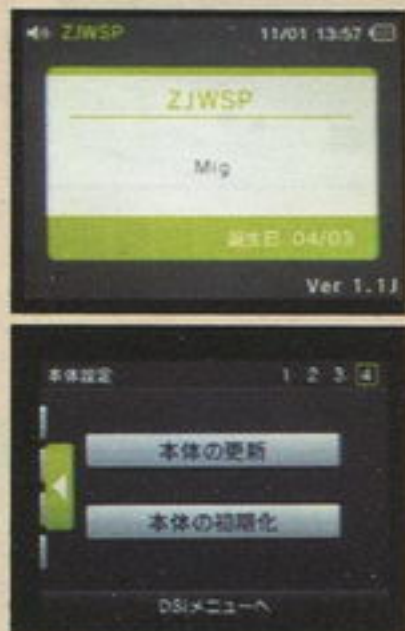 ZJWSP 11/01 13:57
ZJWSP
Mig
誕生日 04/03
Ver 1.1J
本体設定 1 2 3 4
本体の更新
本体の初期化
DSiメニューへ